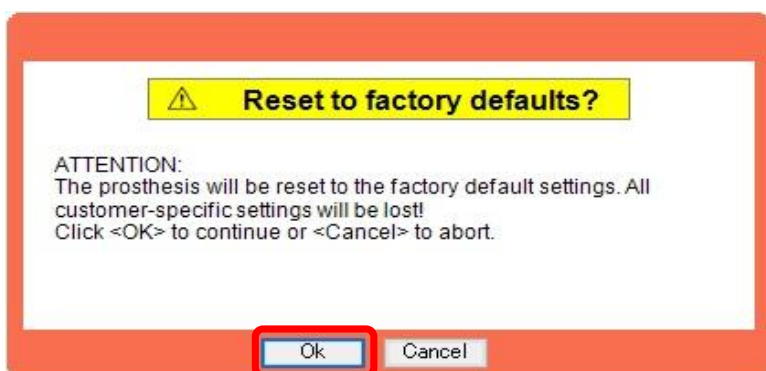 Reset to factory defaults?
ATTENTION:
The prosthesis will be reset to the factory default settings. All
customer-specific settings will be lost!
Click <OK> to continue or <Cancel> to abort.
Ok Cancel